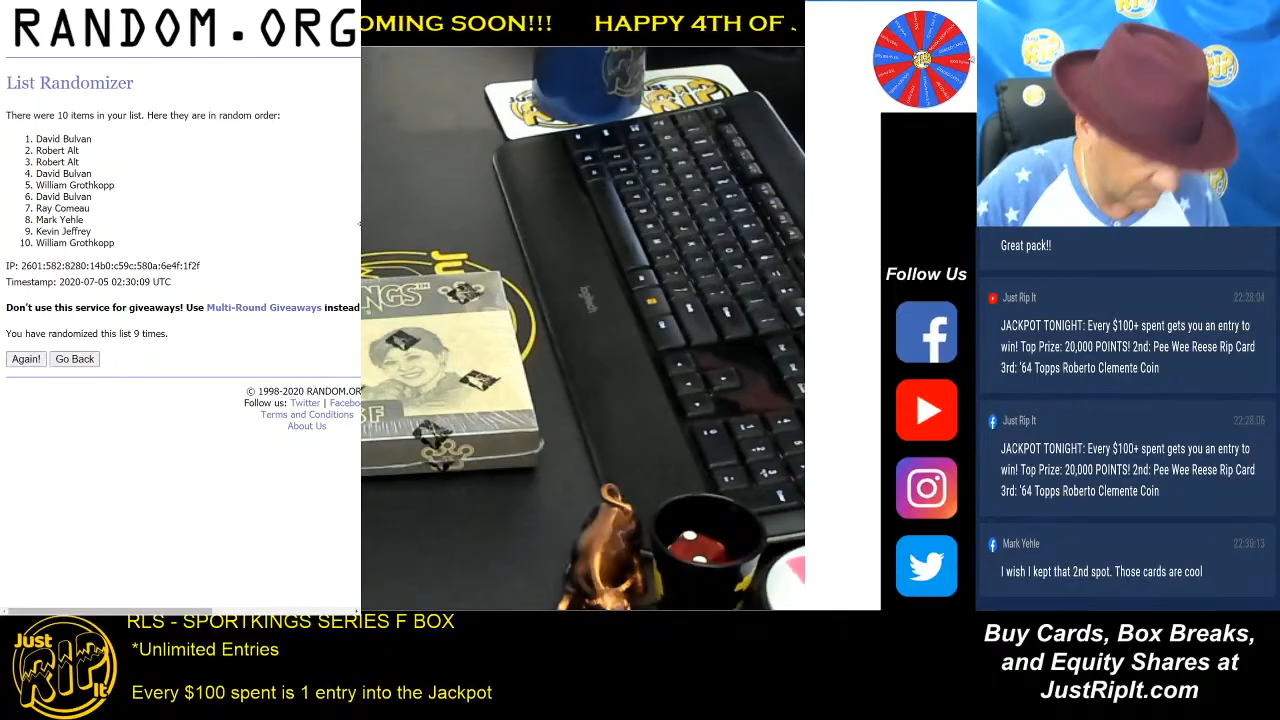 RANDOM.ORG
OMING SOON!!!     HAPPY 4TH OF
List Randomizer
There were 10 items in your list. Here they are in random order:
1. David Bulvan
2. Robert Alt
3. Robert Alt
4. David Bulvan
5. William Grothkopp
6. David Bulvan
7. Ray Comeau
8. Mark Yehle
9. Kevin Jeffrey
10. William Grothkopp
IP: 2601:582:8280:14b0:c59c:580a:6e4f:1f2f
Timestamp: 2020-07-05 02:30:09 UTC
Don't use this service for giveaways! Use Multi-Round Giveaways instead
You have randomized this list 9 times.
Again! Go Back
© 1998-2020 RANDOM.OR
Follow us: Twitter | Facebo
Terms and Conditions
About Us
NGS
logitech
Follow Us
Great pack!!
Just Rip It 22:28:04
JACKPOT TONIGHT: Every $100+ spent gets you an entry to
win! Top Prize: 20,000 POINTS! 2nd: Pee Wee Reese Rip Card
3rd: '64 Topps Roberto Clemente Coin
Just Rip It 22:28:06
JACKPOT TONIGHT: Every $100+ spent gets you an entry to
win! Top Prize: 20,000 POINTS! 2nd: Pee Wee Reese Rip Card
3rd: '64 Topps Roberto Clemente Coin
Mark Yehle 22:30:13
I wish I kept that 2nd spot. Those cards are cool
Just
RIP
It
RLS - SPORTKINGS SERIES F BOX
*Unlimited Entries
Every $100 spent is 1 entry into the Jackpot
Buy Cards, Box Breaks,
and Equity Shares at
JustRipIt.com